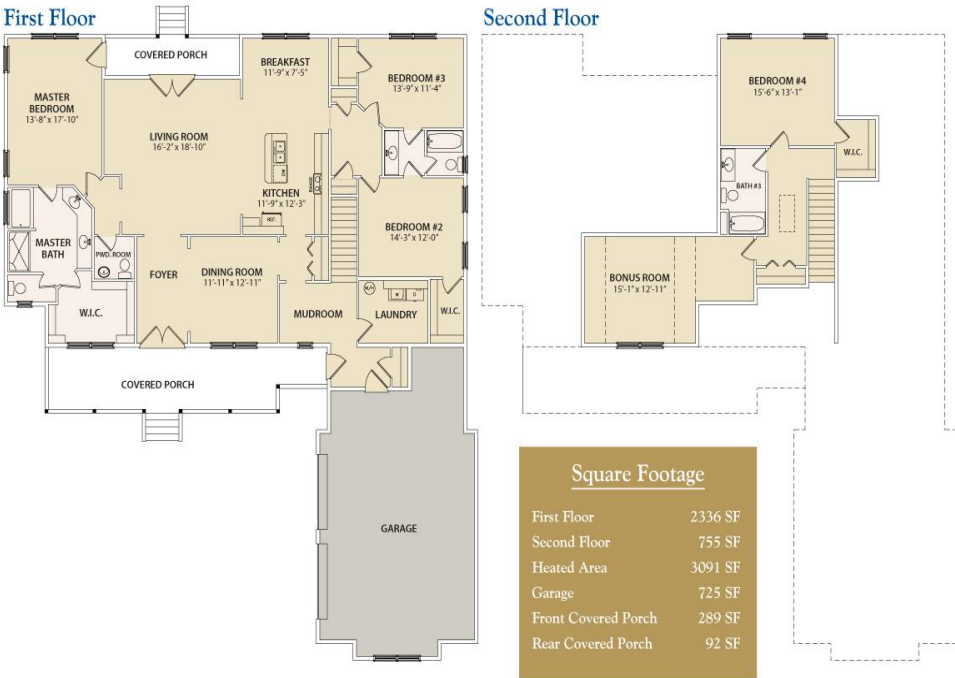 First Floor
COVERED PORCH
MASTER
BEDROOM
13'-8" x 17'-10"
LIVING ROOM
16'-2" x 18'-10"
BREAKFAST
11'-9" x 7'-5"
BEDROOM #3
13'-9" x 11'-4"
DW
RANGE
KITCHEN
11'-9" x 12'-3"
REF.
BEDROOM #2
14'-3" x 12'-0"
MASTER
BATH
PWD. ROOM
FOYER
DINING ROOM
11'-11" x 12'-11"
W.I.C.
MUDROOM
LAUNDRY
W.I.C.
COVERED PORCH
GARAGE
Second Floor
BEDROOM #4
15'-6" x 13'-1"
W.I.C.
BATH #3
BONUS ROOM
15'-1" x 12'-11"
Square Footage
First Floor 2336 SF
Second Floor 755 SF
Heated Area 3091 SF
Garage 725 SF
Front Covered Porch 289 SF
Rear Covered Porch 92 SF